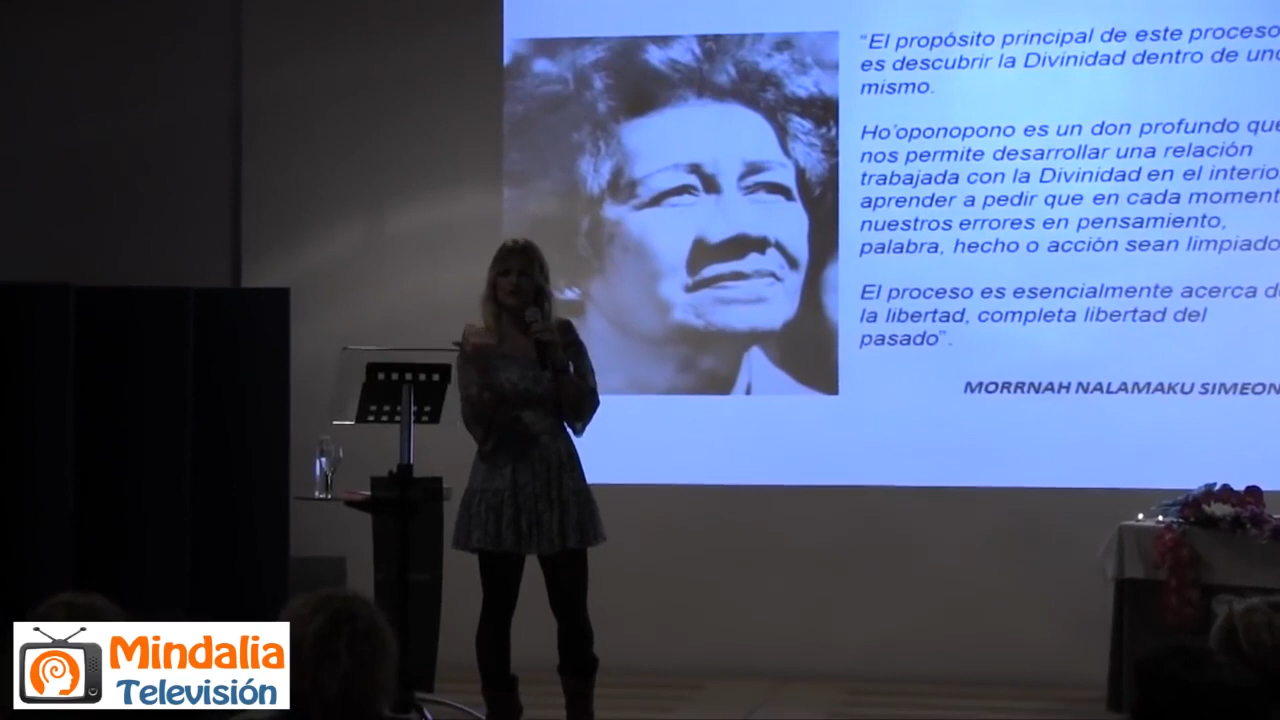 “El propósito principal de este proceso
es descubrir la Divinidad dentro de uno
mismo.
Ho’oponopono es un don profundo que
nos permite desarrollar una relación
trabajada con la Divinidad en el interior
aprender a pedir que en cada moment
nuestros errores en pensamiento,
palabra, hecho o acción sean limpiado
El proceso es esencialmente acerca de
la libertad, completa libertad del
pasado”.
MORRNAH NALAMAKU SIMEON
Mindalia
Televisión